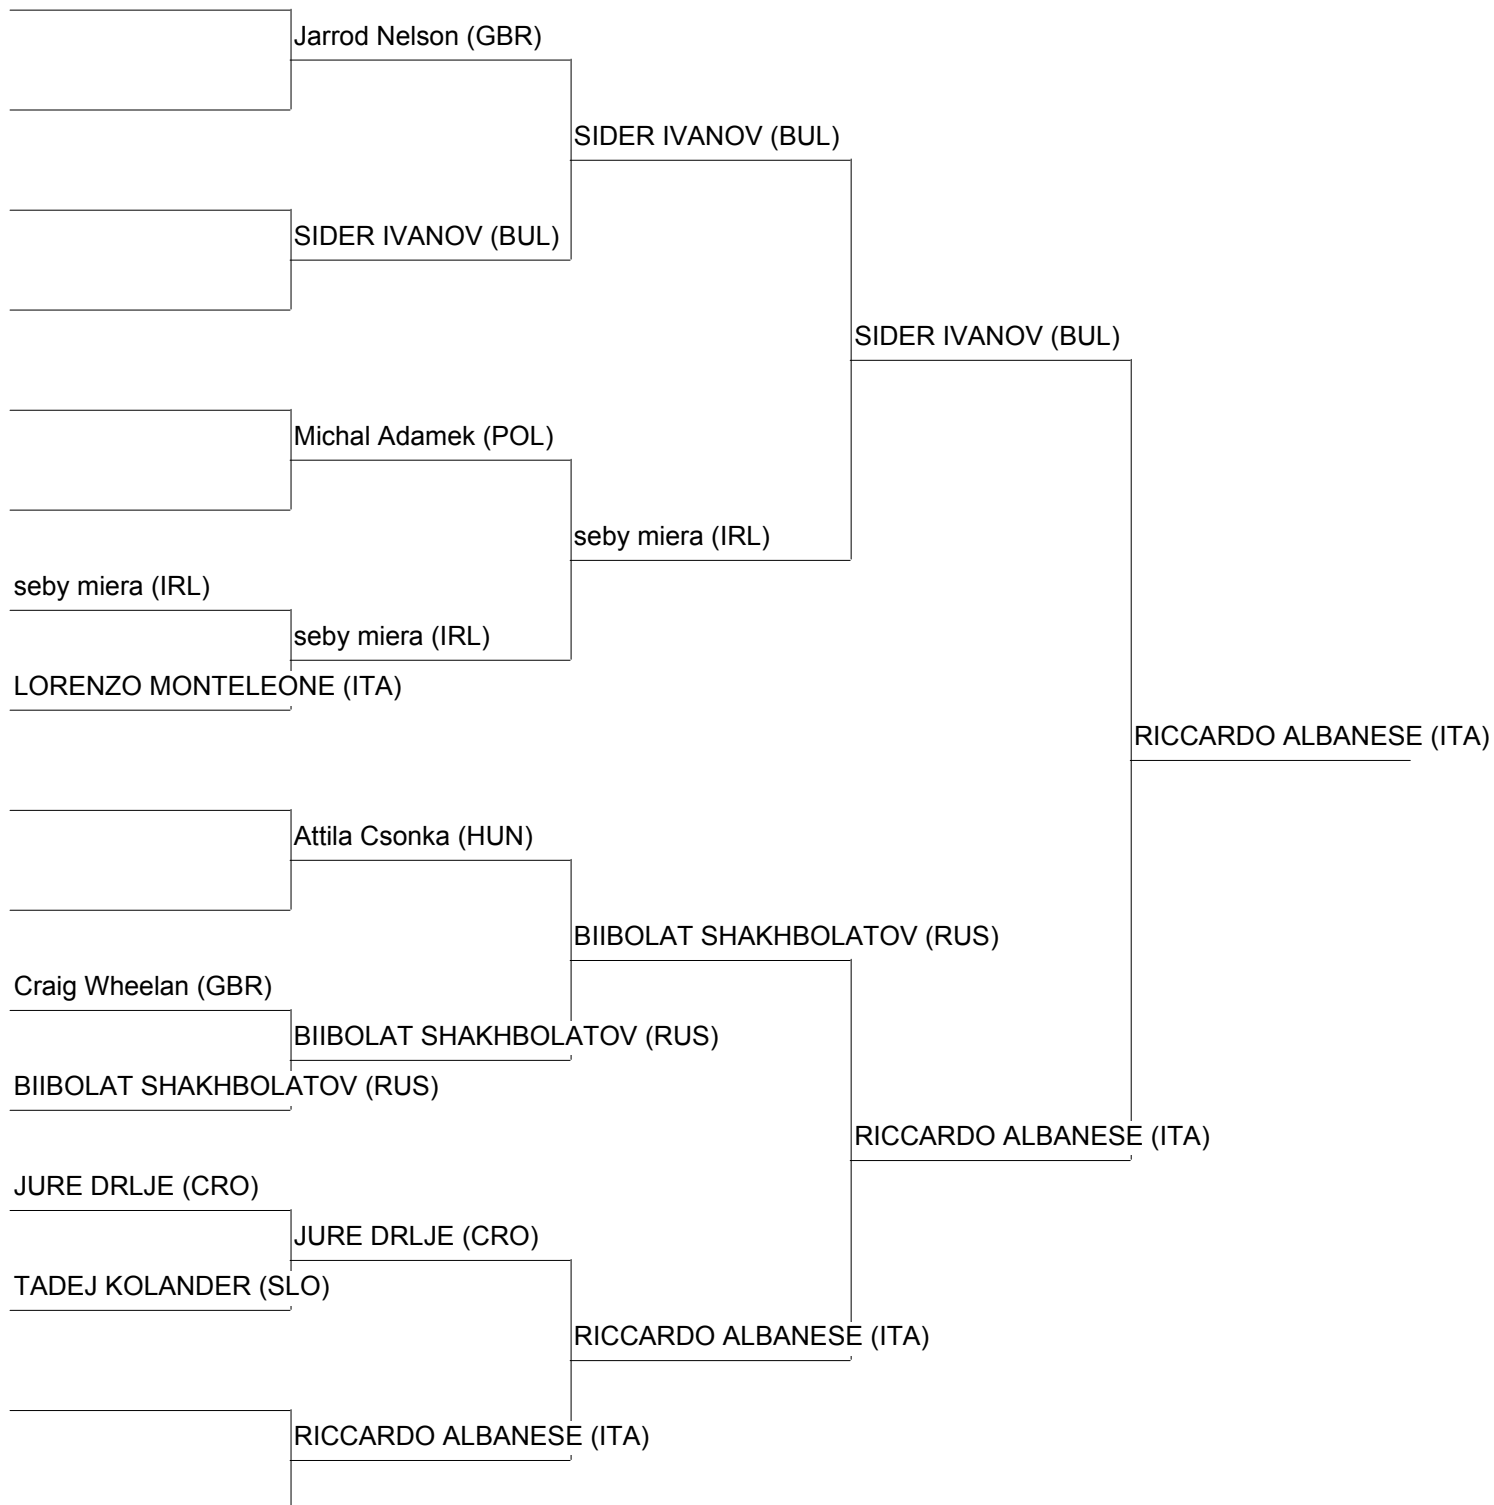 Jarrod Nelson (GBR)
SIDER IVANOV (BUL)
SIDER IVANOV (BUL)
SIDER IVANOV (BUL)
Michal Adamek (POL)
seby miera (IRL)
seby miera (IRL)
seby miera (IRL)
LORENZO MONTELEONE (ITA)
RICCARDO ALBANESE (ITA)
Attila Csonka (HUN)
BIIBOLAT SHAKHBOLATOV (RUS)
Craig Wheelan (GBR)
BIIBOLAT SHAKHBOLATOV (RUS)
BIIBOLAT SHAKHBOLATOV (RUS)
RICCARDO ALBANESE (ITA)
JURE DRLJE (CRO)
JURE DRLJE (CRO)
TADEJ KOLANDER (SLO)
RICCARDO ALBANESE (ITA)
RICCARDO ALBANESE (ITA)